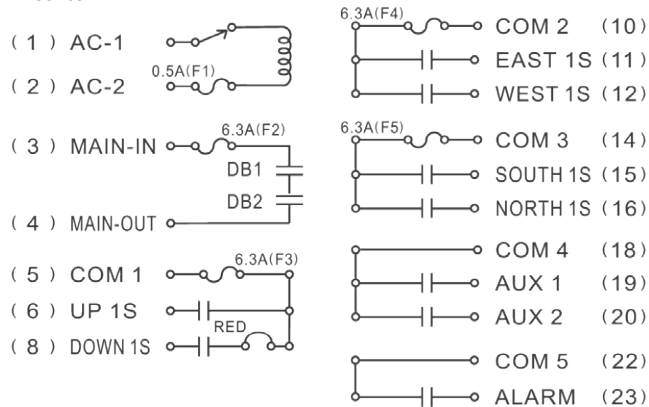 ( 1 ) AC-1
0.5A(F1)
( 2 ) AC-2
6.3A(F2)
( 3 ) MAIN-IN
DB1
DB2
( 4 ) MAIN-OUT
6.3A(F3)
( 5 ) COM 1
( 6 ) UP 1S
RED
( 8 ) DOWN 1S
6.3A(F4)
COM 2 (10)
EAST 1S (11)
WEST 1S (12)
6.3A(F5)
COM 3 (14)
SOUTH 1S (15)
NORTH 1S (16)
COM 4 (18)
AUX 1 (19)
AUX 2 (20)
COM 5 (22)
ALARM (23)